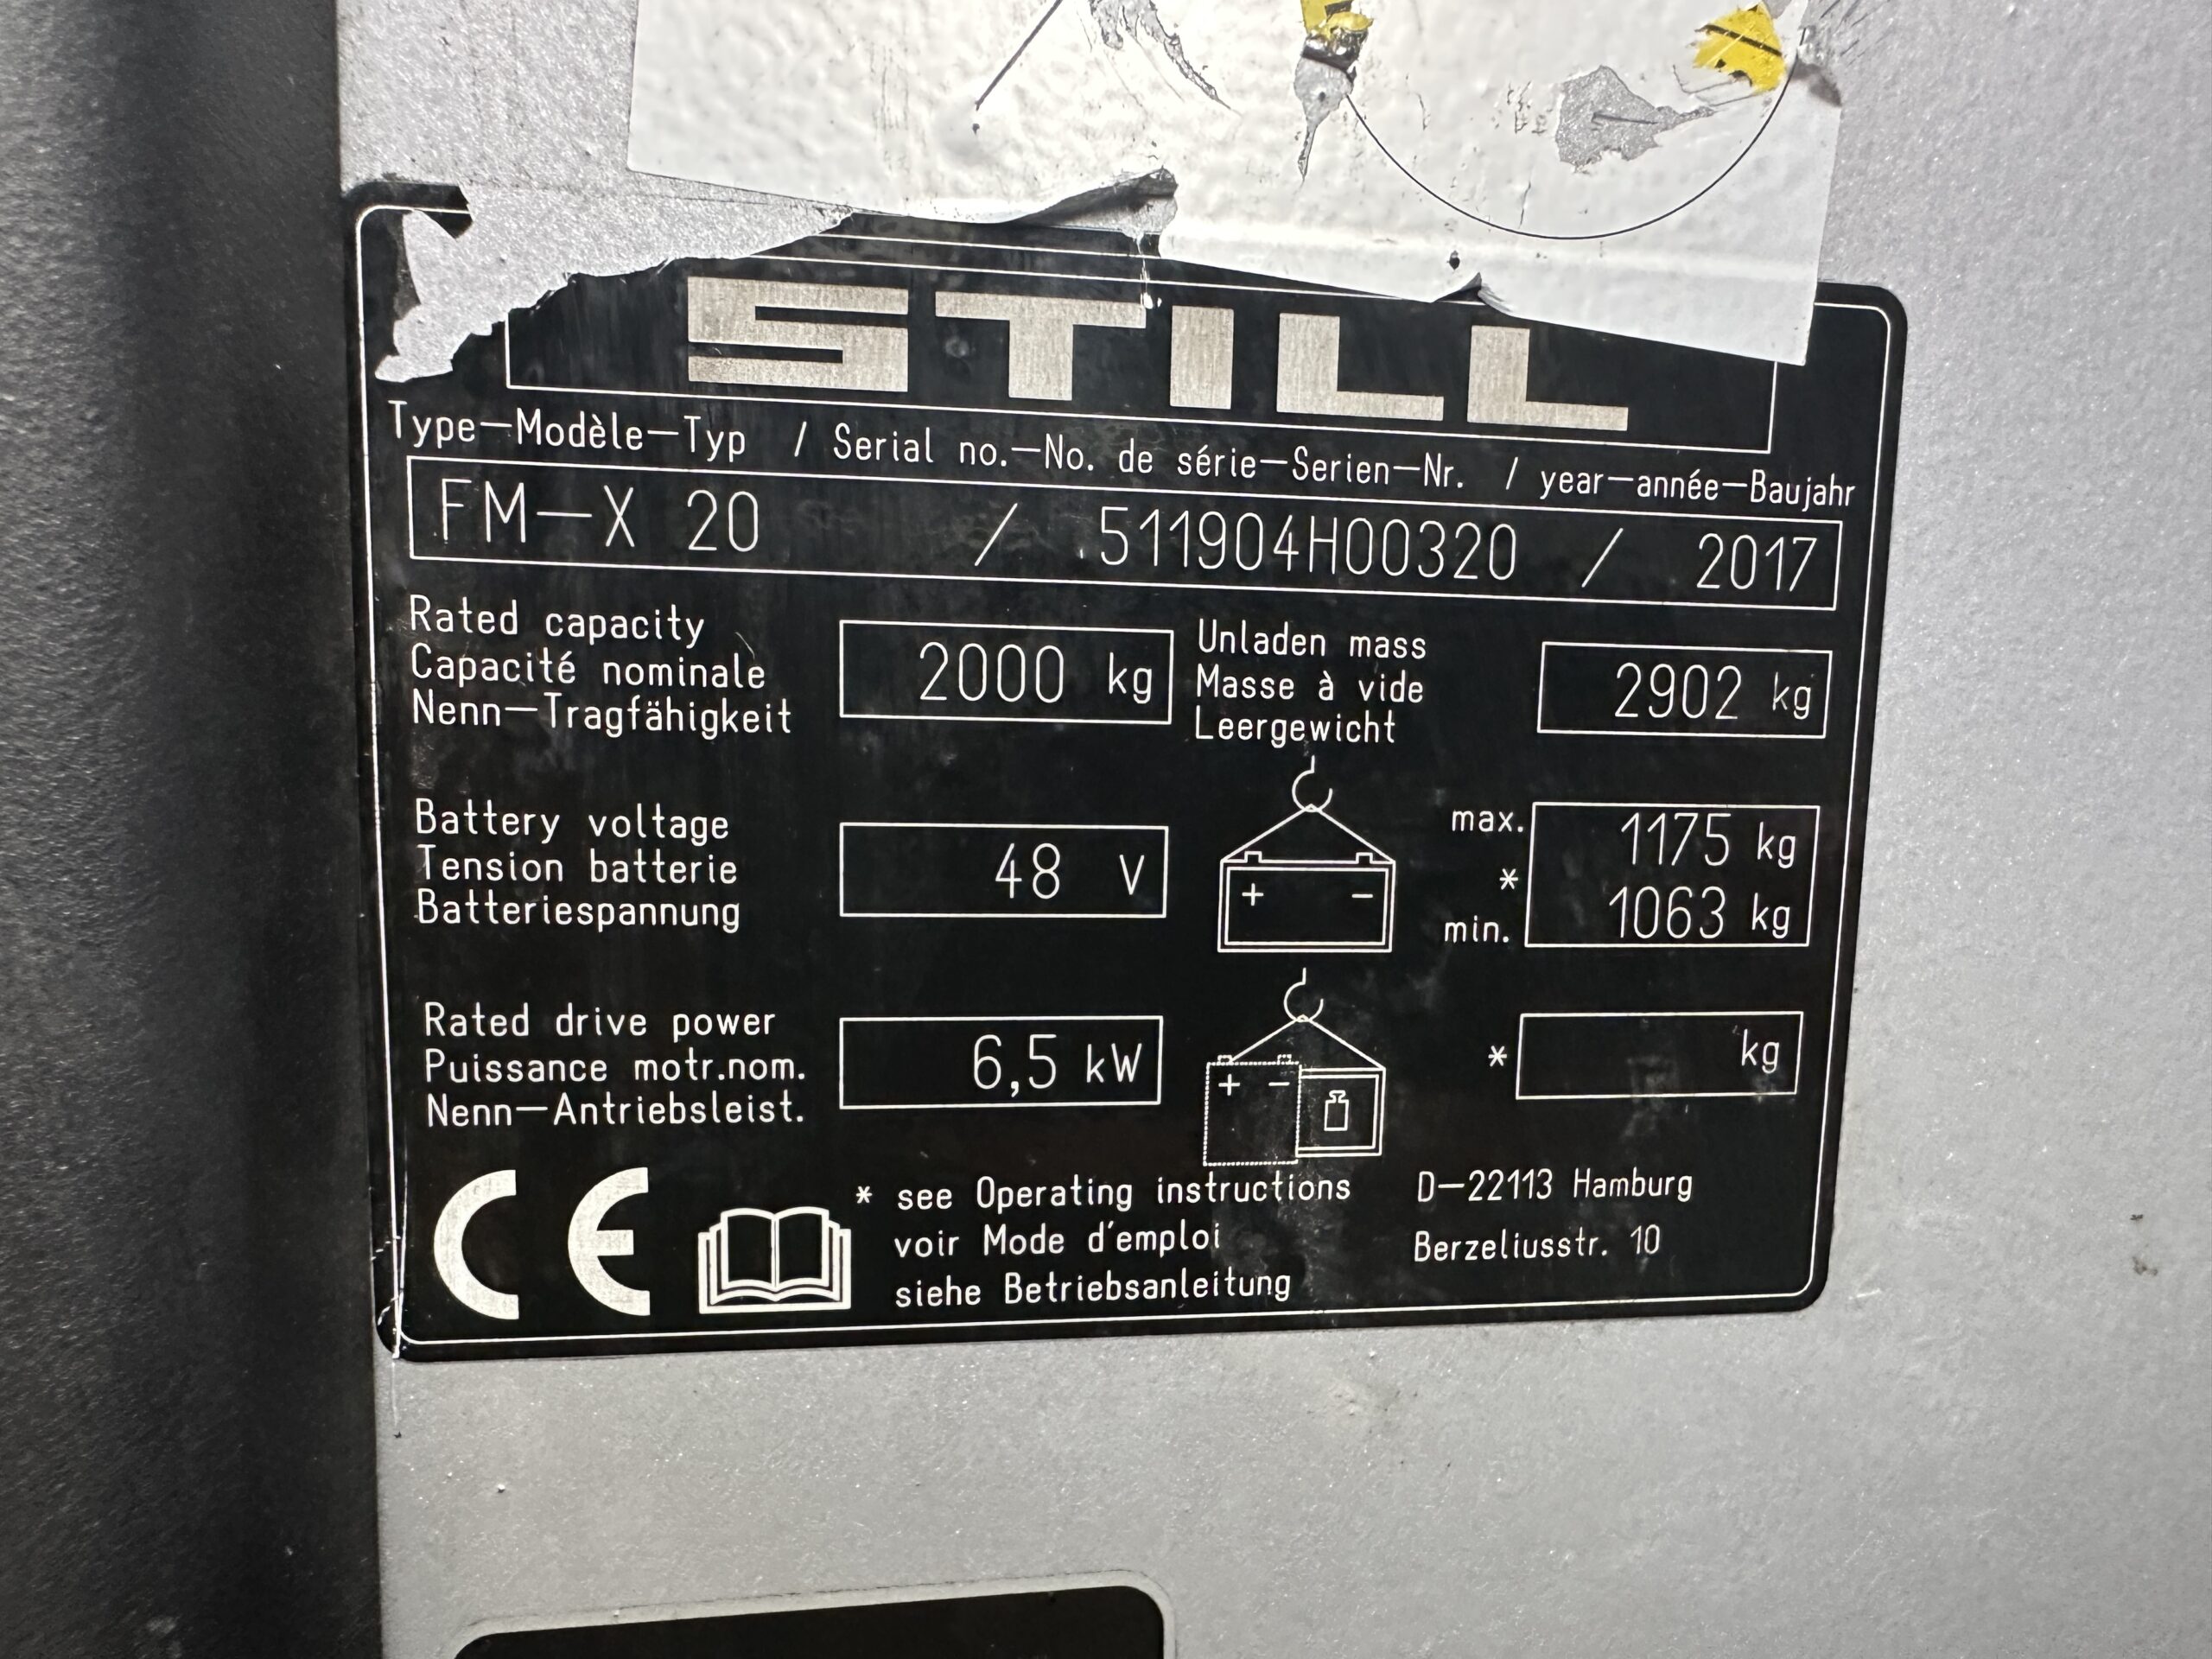 STILL
Type-Modèle-Typ / Serial no.-No. de série-Serien-Nr. / year-année-Baujahr
FM-X 20 / 511904H00320 / 2017
Rated capacity
Capacité nominale
Nenn-Tragfähigkeit
2000 kg
Unladen mass
Masse à vide
Leergewicht
2902 kg
Battery voltage
Tension batterie
Batteriespannung
48 V
+ -
max.
*
min.
1175 kg
1063 kg
Rated drive power
Puissance motr.nom.
Nenn-Antriebsleist.
6,5 kW
+ -
* kg
CE
* see Operating instructions
voir Mode d'emploi
siehe Betriebsanleitung
D-22113 Hamburg
Berzeliusstr. 10